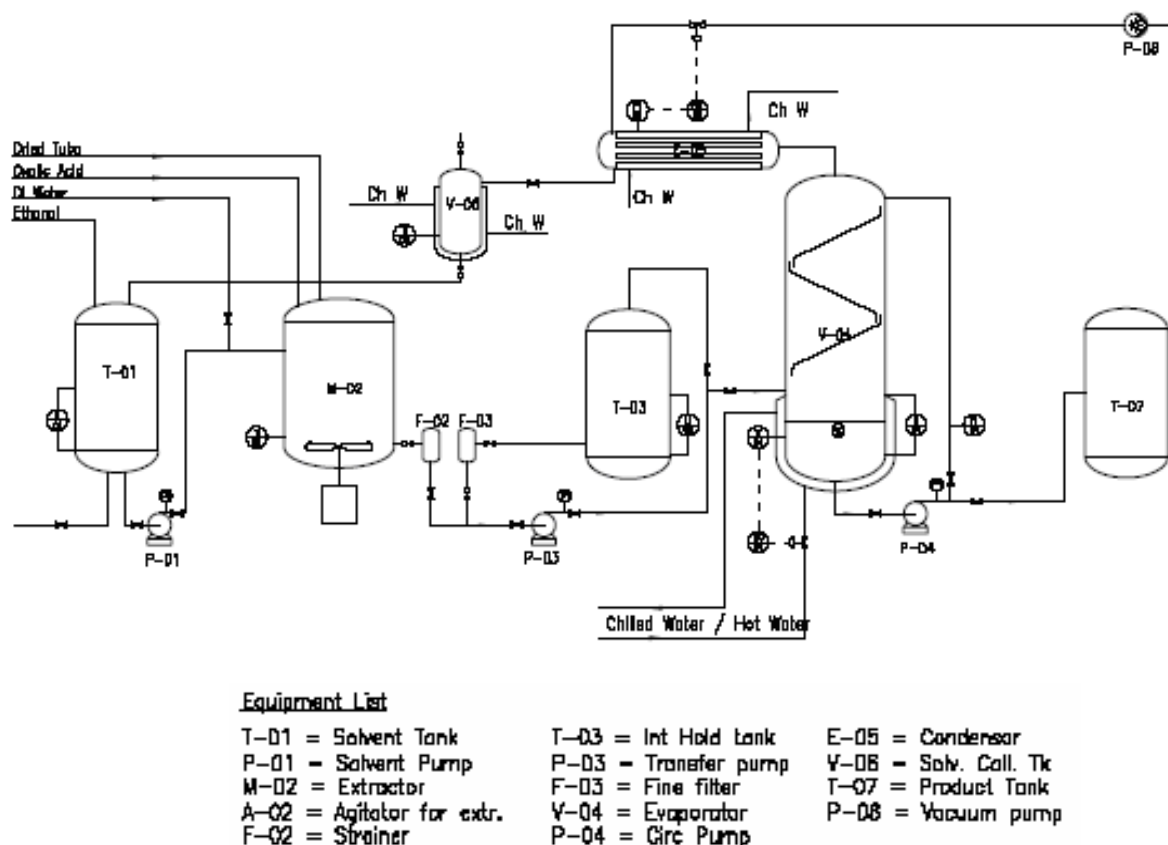 P-08
Ch W
E-05
Dried Tuba
Oxalic Acid
DI Water
Ethanol
Ch W
V-06
Ch W
Ch W
T-01
M-02
F-02
F-03
T-03
V-04
T-07
P-01
P-03
P-04
Chilled Water / Hot Water
Equipment List
T-01 = Solvent Tank
P-01 - Solvent Pump
M-02 = Extractor
A-02 = Agitator for extr.
F-02 = Strainer
T-03 = Int Hold tank
P-03 - Transfer pump
F-03 = Fine filter
V-04 = Evaporator
P-04 = Circ Pump
E-05 = Condensor
V-06 - Solv. Coll. Tk
T-07 = Product Tank
P-08 = Vacuum pump